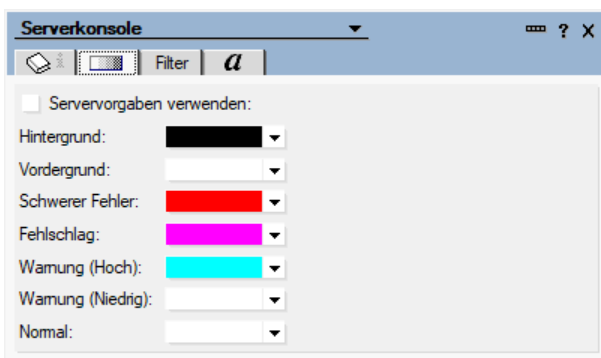 Serverkonsole
? X
i Filter a
Servervorgaben verwenden:
Hintergrund:
Vordergrund:
Schwerer Fehler:
Fehlschlag:
Warnung (Hoch):
Warnung (Niedrig):
Normal: